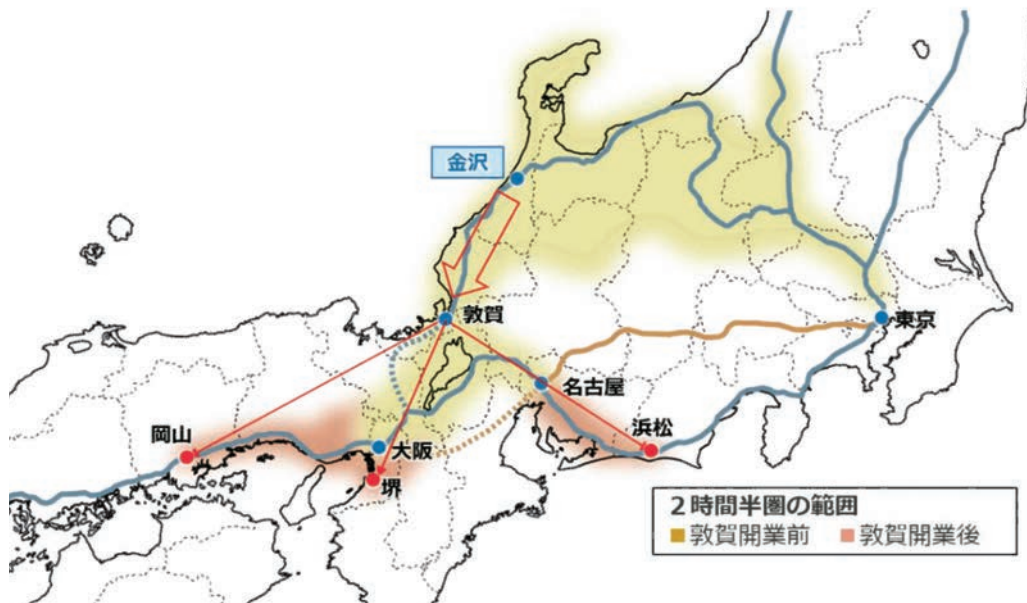 金沢
敦賀
東京
名古屋
岡山
浜松
大阪
堺
2時間半圏の範囲
敦賀開業前
敦賀開業後